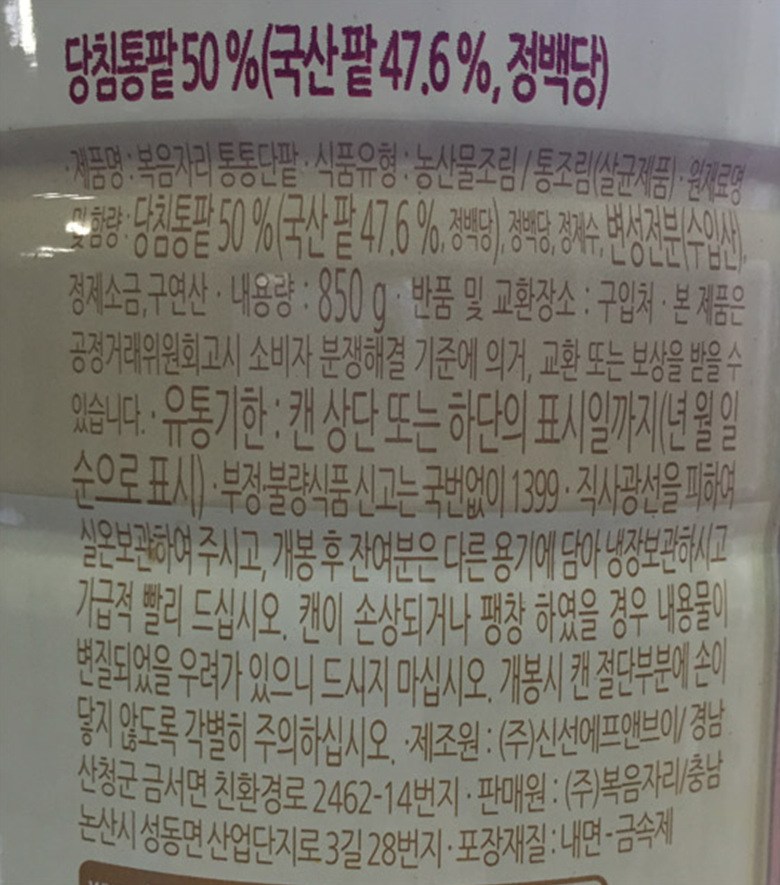 당침통팥 50 %(국산 팥 47.6 %, 정백당)
· 제품명 : 복음자리 통통단팥 · 식품유형 : 농산물조림 / 통조림(살균제품) · 원재료명
및 함량 : 당침통팥 50 %(국산 팥 47.6 %, 정백당), 정백당, 정제수, 변성전분(수입산),
정제소금, 구연산 · 내용량 : 850 g · 반품 및 교환장소 : 구입처 · 본 제품은
공정거래위원회고시 소비자 분쟁해결 기준에 의거, 교환 또는 보상을 받을 수
있습니다. · 유통기한 : 캔 상단 또는 하단의 표시일까지(년 월 일
순으로 표시) · 부정·불량식품 신고는 국번없이 1399 · 직사광선을 피하여
실온보관하여 주시고, 개봉 후 잔여분은 다른 용기에 담아 냉장보관하시고
가급적 빨리 드십시오. 캔이 손상되거나 팽창 하였을 경우 내용물이
변질되었을 우려가 있으니 드시지 마십시오. 개봉시 캔 절단부분에 손이
닿지 않도록 각별히 주의하십시오. · 제조원 : (주)신선에프앤브이/ 경남
산청군 금서면 친환경로 2462-14번지 · 판매원 : (주)복음자리/충남
논산시 성동면 산업단지로 3길 28번지 · 포장재질 : 내면-금속제